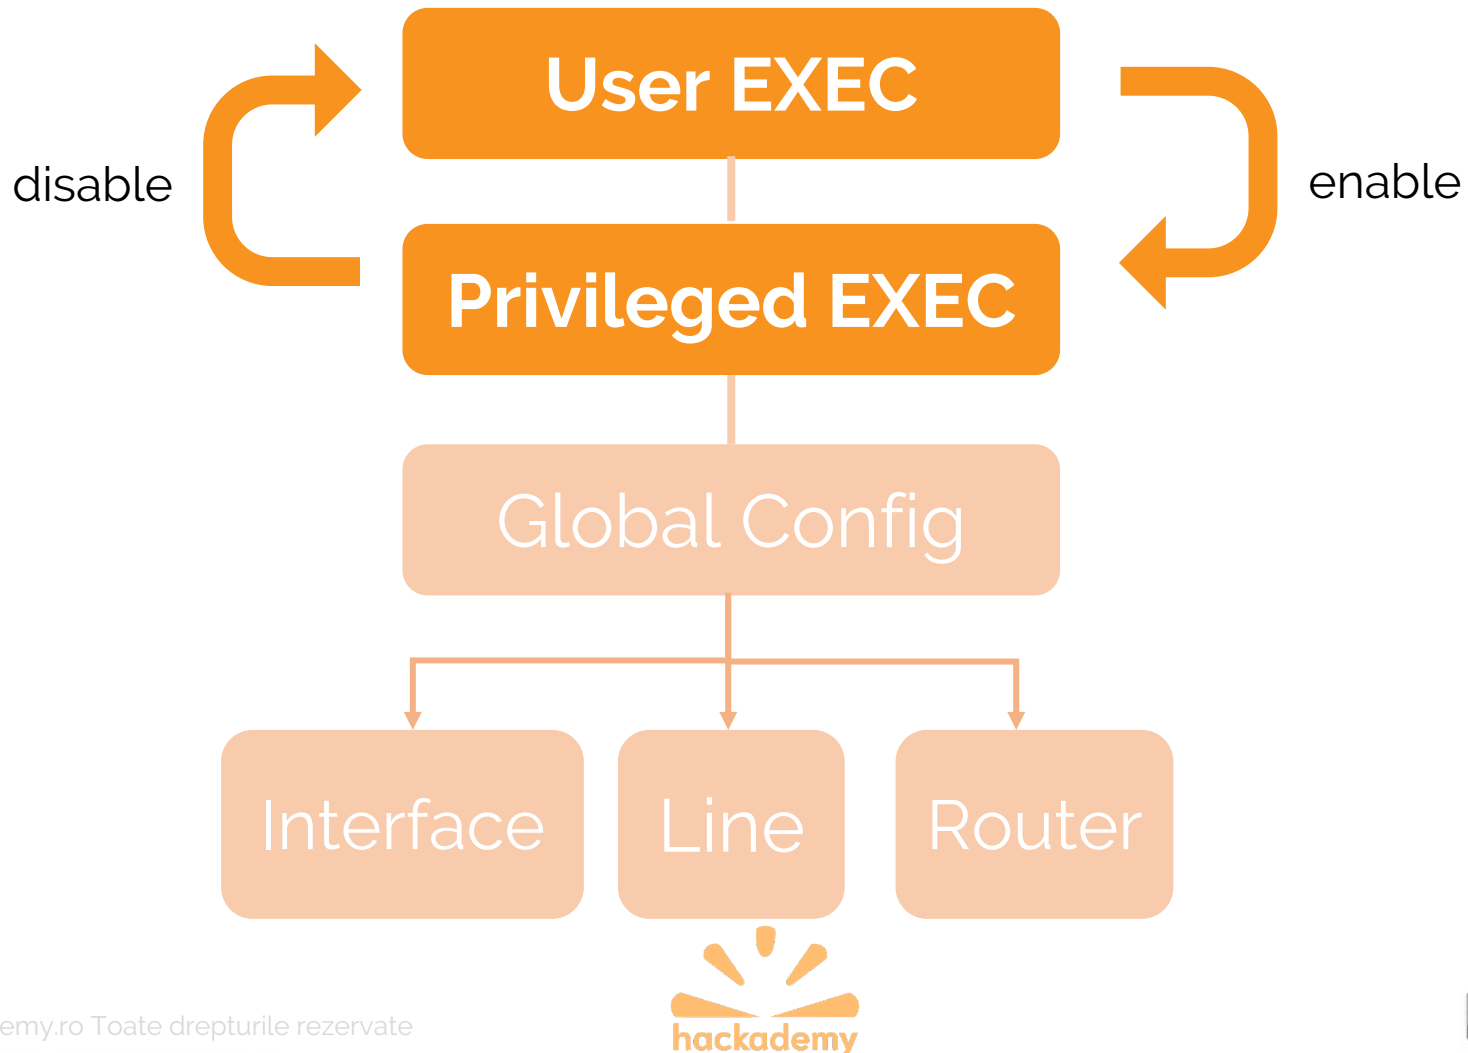 User EXEC
disable
enable
Privileged EXEC
Global Config
Interface
Line
Router
emy.ro Toate drepturile rezervate
hackademy